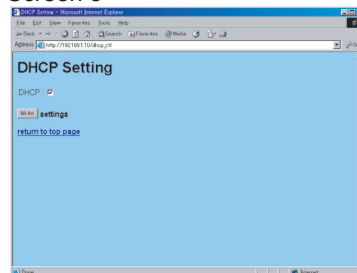 Screen
DHCP Setting - Microsoft Internet Explorer
File Edit View Favorites Tools Help
Back Search Favorites Media
Address http://192.168.1.10/dhcp_ctl
DHCP Setting
DHCP :
Write settings
return to top page
Done Internet